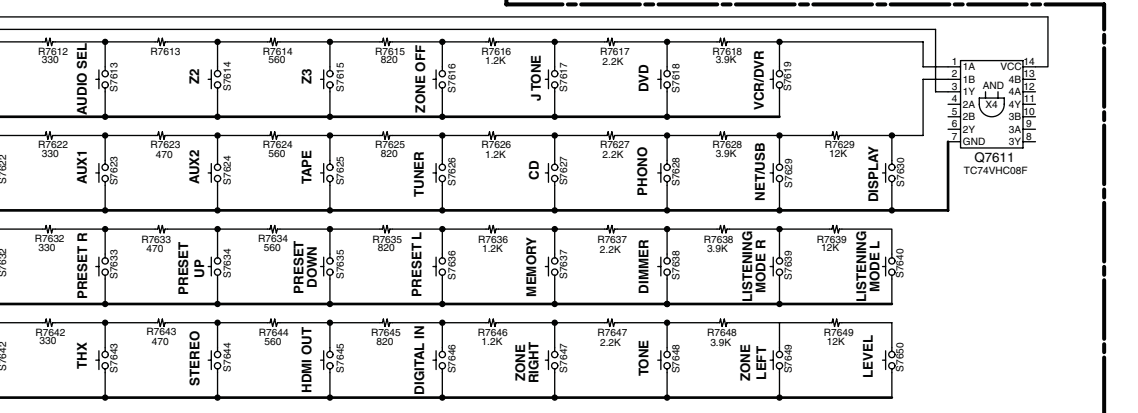 R7612 R7613 R7614 R7615 R7616 R7617 R7618
330 560 820 1.2K 2.2K 3.9K
AUDIO SEL S7613 Z2 S7614 Z3 S7615 ZONE OFF S7616 J TONE S7617 DVD S7618 VCR/DVR S7619
1 1A VCC 14
2 1B 4B 13
3 1Y AND 4A 12
4 2A X4 4Y 11
5 2B 3B 10
6 2Y 3A 9
7 GND 3Y 8
Q7611
TC74VHC08F
R7622 R7623 R7624 R7625 R7626 R7627 R7628 R7629
330 470 560 820 1.2K 2.2K 3.9K 12K
S7622 AUX1 S7623 AUX2 S7624 TAPE S7625 TUNER S7626 CD S7627 PHONO S7628 NET/USB S7629 DISPLAY S7630
R7632 R7633 R7634 R7635 R7636 R7637 R7638 R7639
330 470 560 820 1.2K 2.2K 3.9K 12K
S7632 PRESET R S7633 PRESET UP S7634 PRESET DOWN S7635 PRESET L S7636 MEMORY S7637 DIMMER S7638 LISTENING MODE R S7639 LISTENING MODE L S7640
R7642 R7643 R7644 R7645 R7646 R7647 R7648 R7649
330 470 560 820 1.2K 2.2K 3.9K 12K
S7642 THX S7643 STEREO S7644 HDMI OUT S7645 DIGITAL IN S7646 ZONE RIGHT S7647 TONE S7648 ZONE LEFT S7649 LEVEL S7650